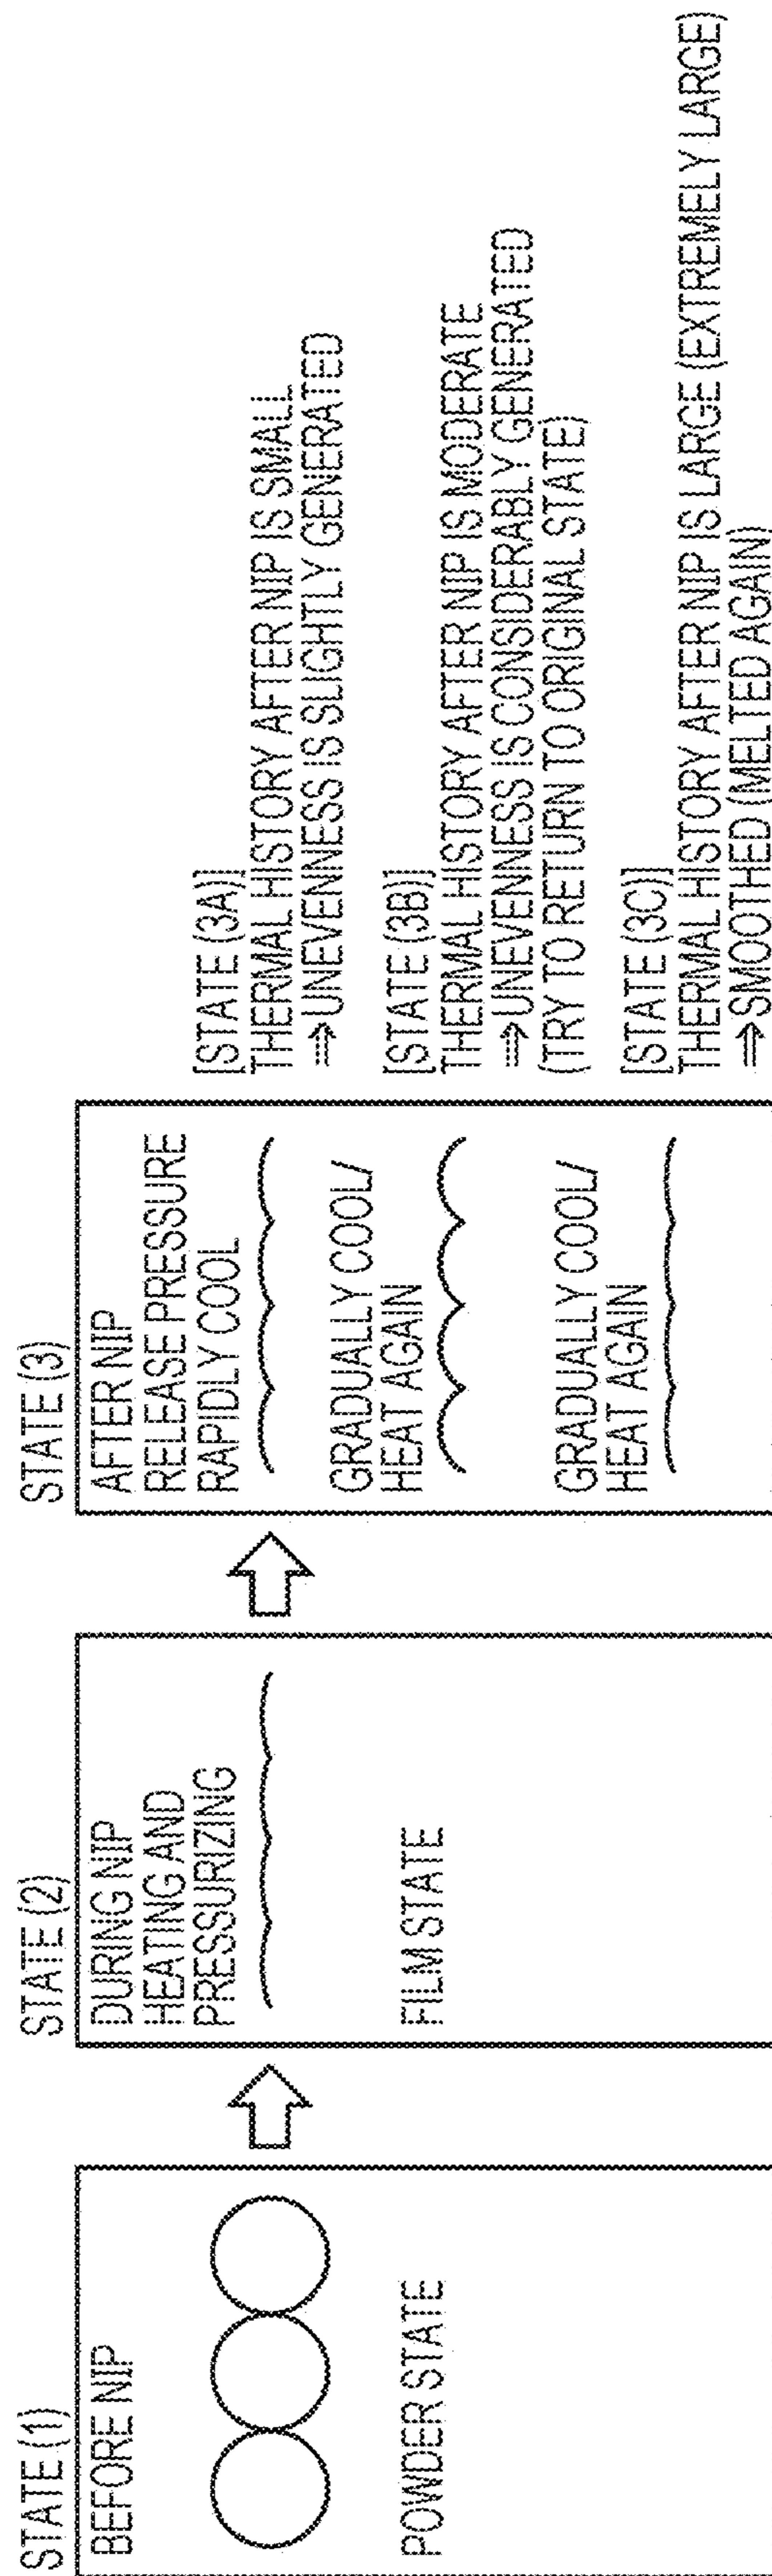 STATE (1)
BEFORE NIP
POWDER STATE
STATE (2)
DURING NIP
HEATING AND
PRESSURIZING
FILM STATE
STATE (3)
AFTER NIP
RELEASE PRESSURE
RAPIDLY COOL
GRADUALLY COOL/
HEAT AGAIN
GRADUALLY COOL/
HEAT AGAIN
[STATE (3A)]
THERMAL HISTORY AFTER NIP IS SMALL
⇒ UNEVENNESS IS SLIGHTLY GENERATED
[STATE (3B)]
THERMAL HISTORY AFTER NIP IS MODERATE
⇒ UNEVENNESS IS CONSIDERABLY GENERATED
(TRY TO RETURN TO ORIGINAL STATE)
[STATE (3C)]
THERMAL HISTORY AFTER NIP IS LARGE (EXTREMELY LARGE)
⇒ SMOOTHED (MELTED AGAIN)